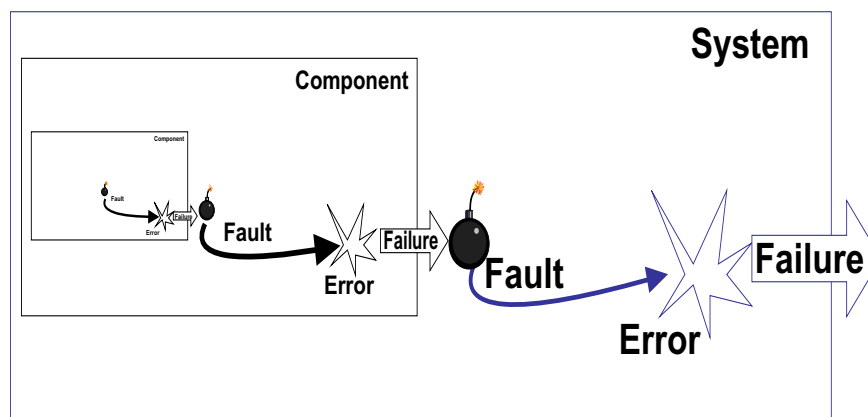 System
Component
Component
Fault
Failure
Error
Fault
Failure
Error
Fault
Failure
Error